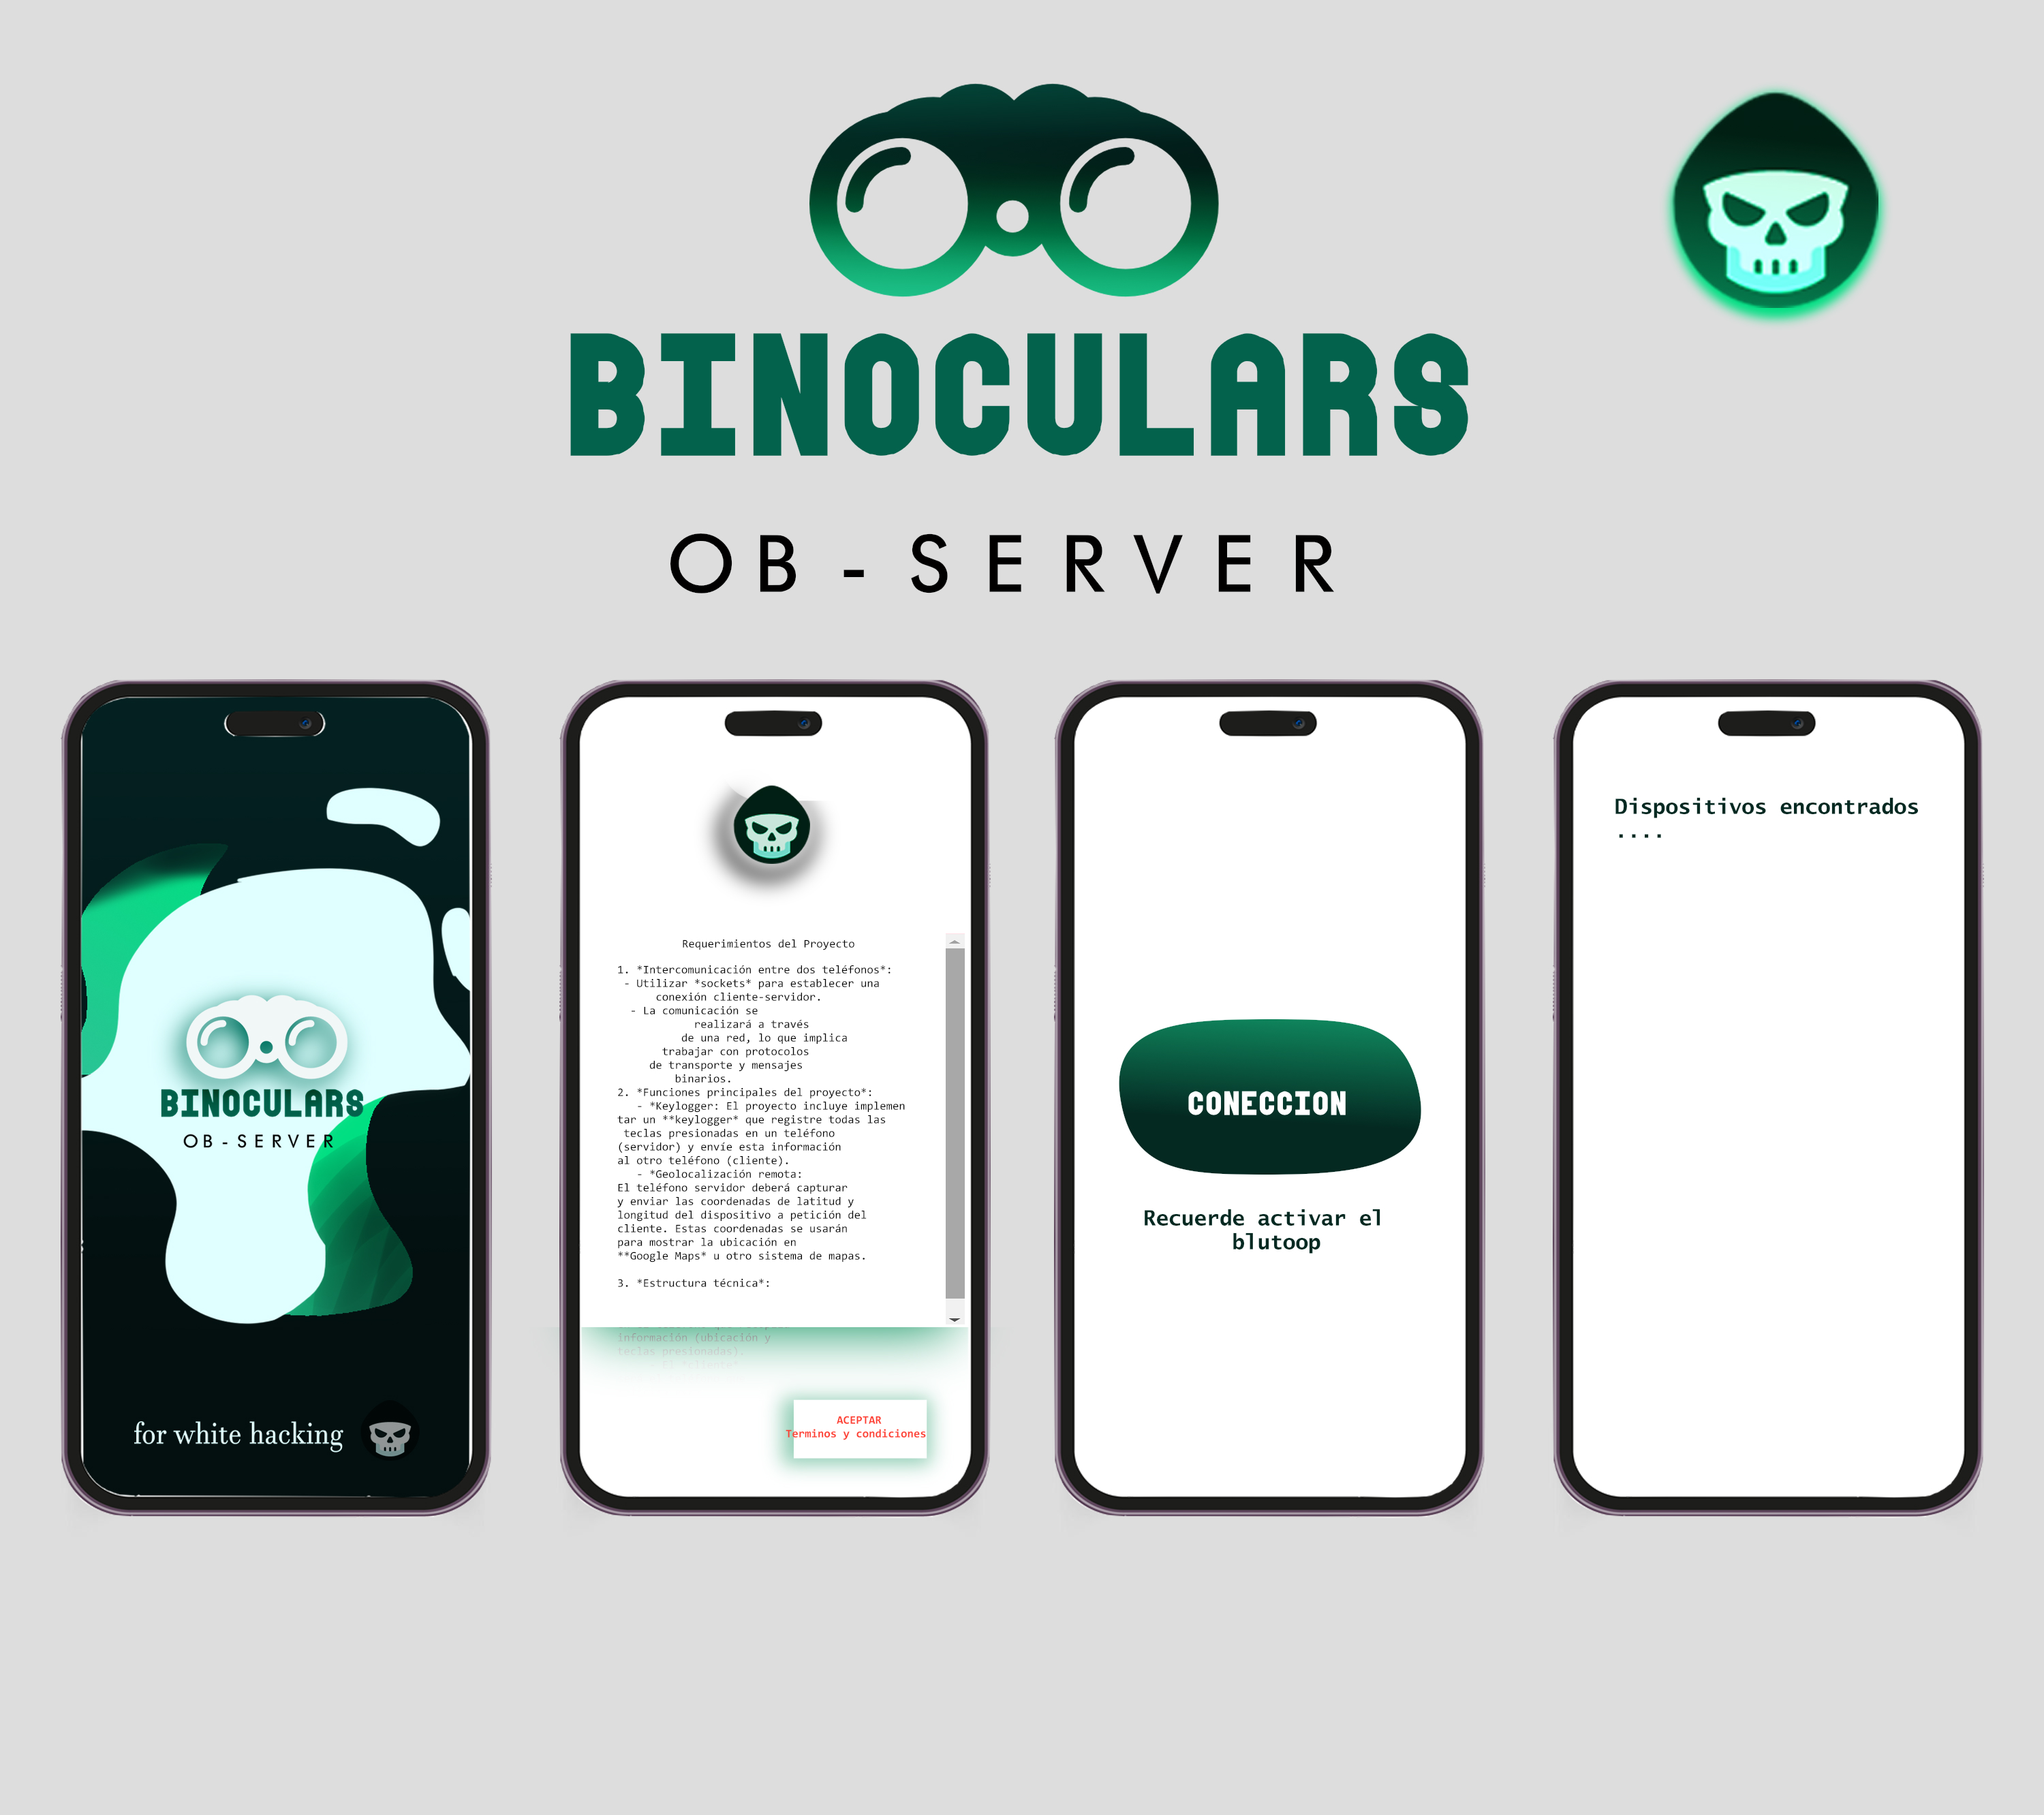 BINOCULARS
OB-SERVER
BINOCULARS
OB-SERVER
for white hacking
Requerimientos del Proyecto
1. *Intercomunicación entre dos teléfonos*:
- Utilizar *sockets* para establecer una
conexión cliente-servidor.
- La comunicación se
realizará a través
de una red, lo que implica
trabajar con protocolos
de transporte y mensajes
binarios.
2. *Funciones principales del proyecto*:
- *Keylogger: El proyecto incluye implemen
tar un **keylogger* que registre todas las
teclas presionadas en un teléfono
(servidor) y envíe esta información
al otro teléfono (cliente).
- *Geolocalización remota:
El teléfono servidor deberá capturar
y enviar las coordenadas de latitud y
longitud del dispositivo a petición del
cliente. Estas coordenadas se usarán
para mostrar la ubicación en
**Google Maps* u otro sistema de mapas.
3. *Estructura técnica*:
información (ubicación y
teclas presionadas).
ACEPTAR
Terminos y condiciones
CONECCION
Recuerde activar el
blutoop
Dispositivos encontrados
....